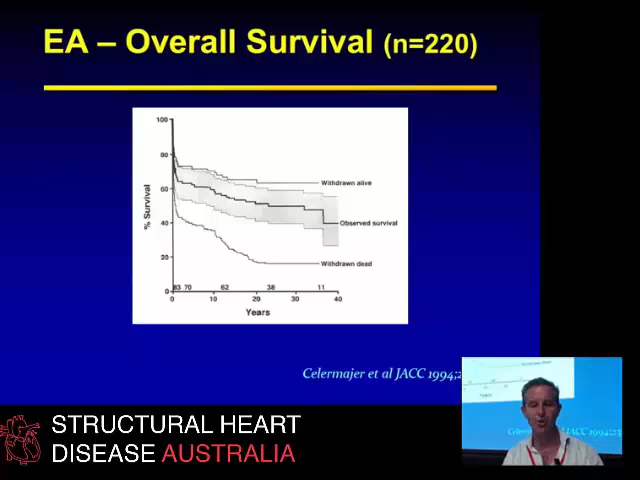 EA – Overall Survival (n=220)
100
80
60
40
20
0
% Survival
Withdrawn alive
Observed survival
Withdrawn dead
83 70 62 38 11
0 10 20 30 40
Years
Celermajer et al JACC 1994;2
STRUCTURAL HEART
DISEASE AUSTRALIA